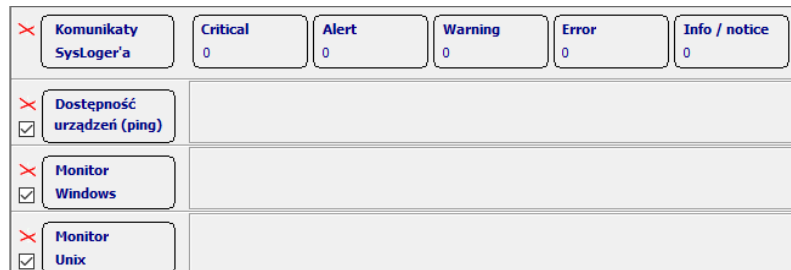 Komunikaty
SysLoger'a
Critical
0
Alert
0
Warning
0
Error
0
Info / notice
0
Dostępność
urządzeń (ping)
Monitor
Windows
Monitor
Unix